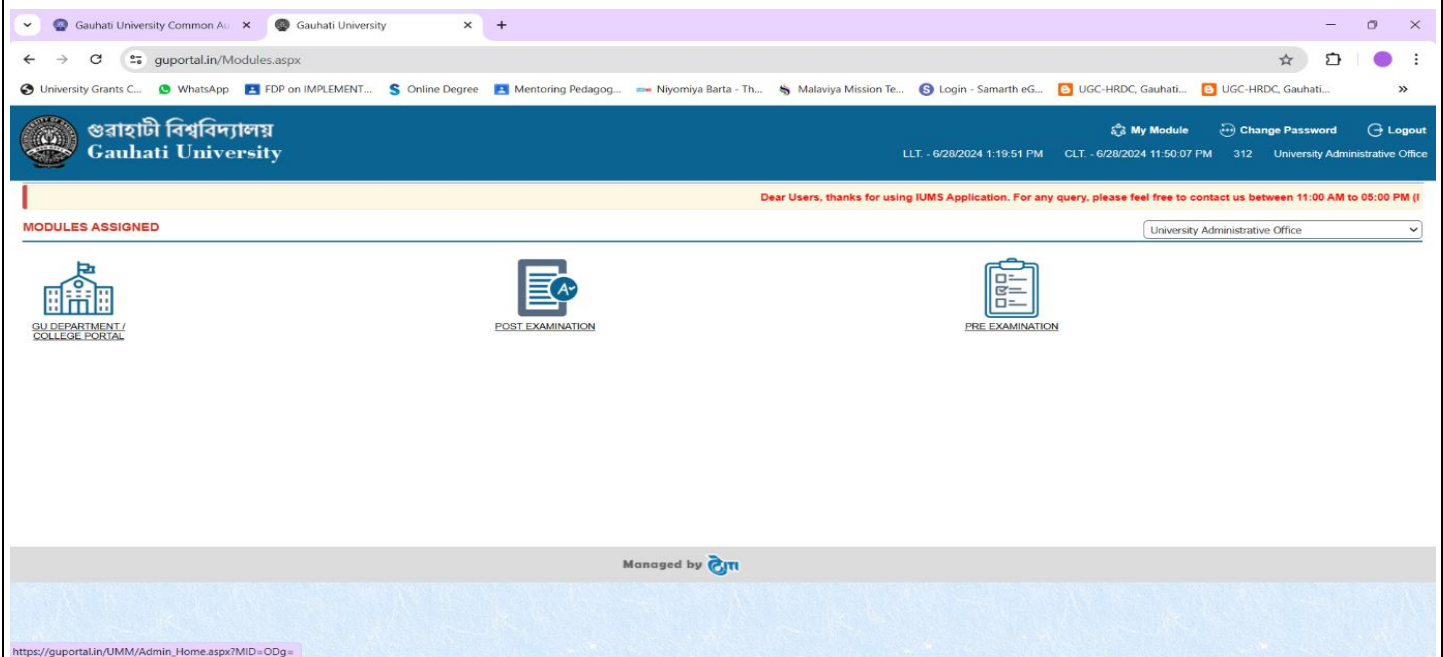 Gauhati University Common Au
Gauhati University
guportal.in/Modules.aspx
University Grants C...
WhatsApp
FDP on IMPLEMENT...
Online Degree
Mentoring Pedagog...
Niyomiya Barta - Th...
Malaviya Mission Te...
Login - Samarth eG...
UGC-HRDC, Gauhati...
UGC-HRDC, Gauhati...
»
গুৱাহাটী বিশ্ববিদ্যালয়
Gauhati University
My Module
Change Password
Logout
LLT. - 6/28/2024 1:19:51 PM
CLT. - 6/28/2024 11:50:07 PM
312
University Administrative Office
Dear Users, thanks for using IUMS Application. For any query, please feel free to contact us between 11:00 AM to 05:00 PM (I
MODULES ASSIGNED
University Administrative Office
GU DEPARTMENT /
COLLEGE PORTAL
POST EXAMINATION
PRE EXAMINATION
Managed by
https://guportal.in/UMM/Admin_Home.aspx?MID=ODg=